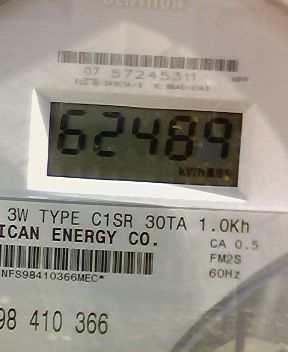 CENTRON
07 57245311
62489
kWh
3W TYPE C1SR 30TA 1.0Kh
ICAN ENERGY CO.
CA 0.5
FM2S
60Hz
NFS98410366MEC*
98 410 366